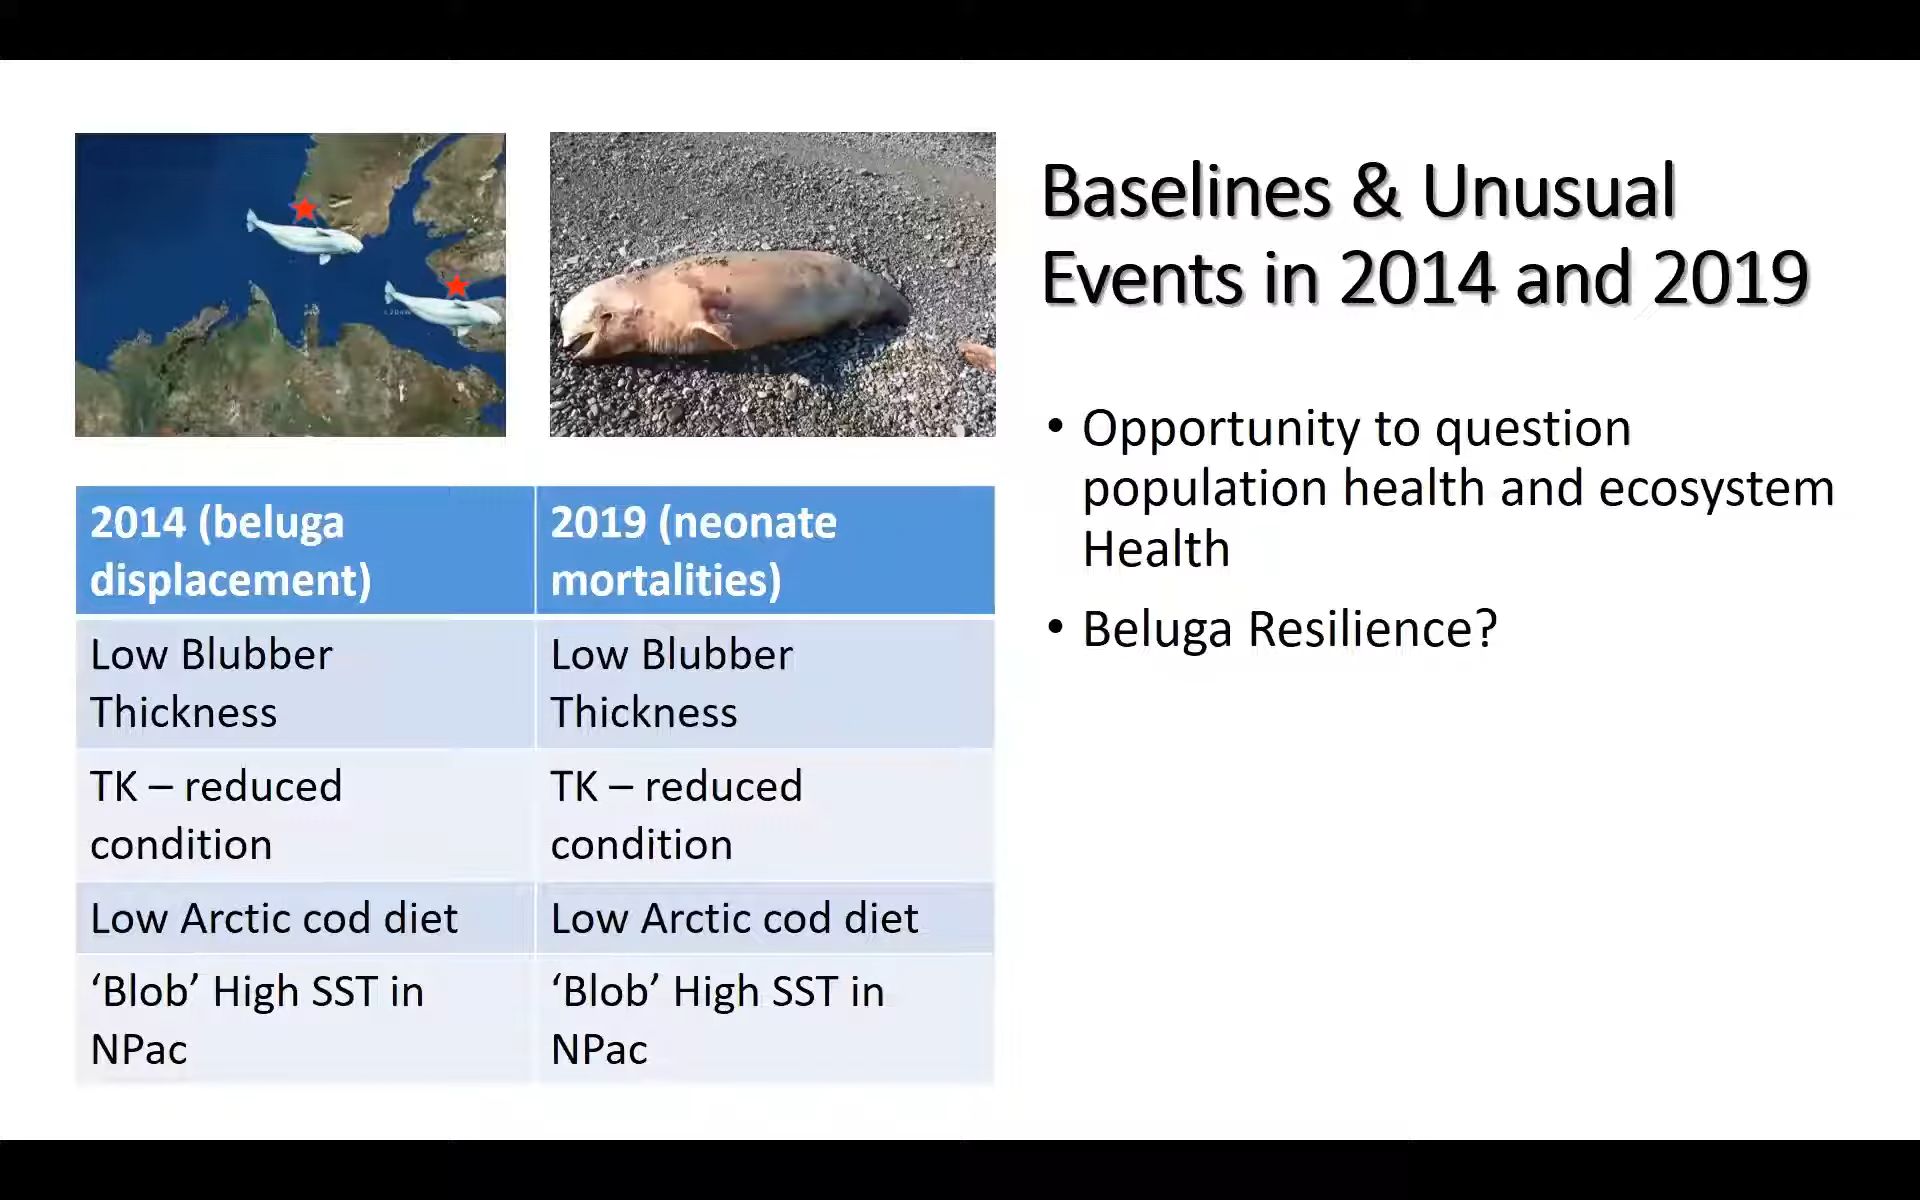 Baselines & Unusual
Events in 2014 and 2019
• Opportunity to question
population health and ecosystem
Health
• Beluga Resilience?
2014 (beluga
displacement)
2019 (neonate
mortalities)
Low Blubber
Thickness
Low Blubber
Thickness
TK – reduced
condition
TK – reduced
condition
Low Arctic cod diet
Low Arctic cod diet
‘Blob’ High SST in
NPac
‘Blob’ High SST in
NPac